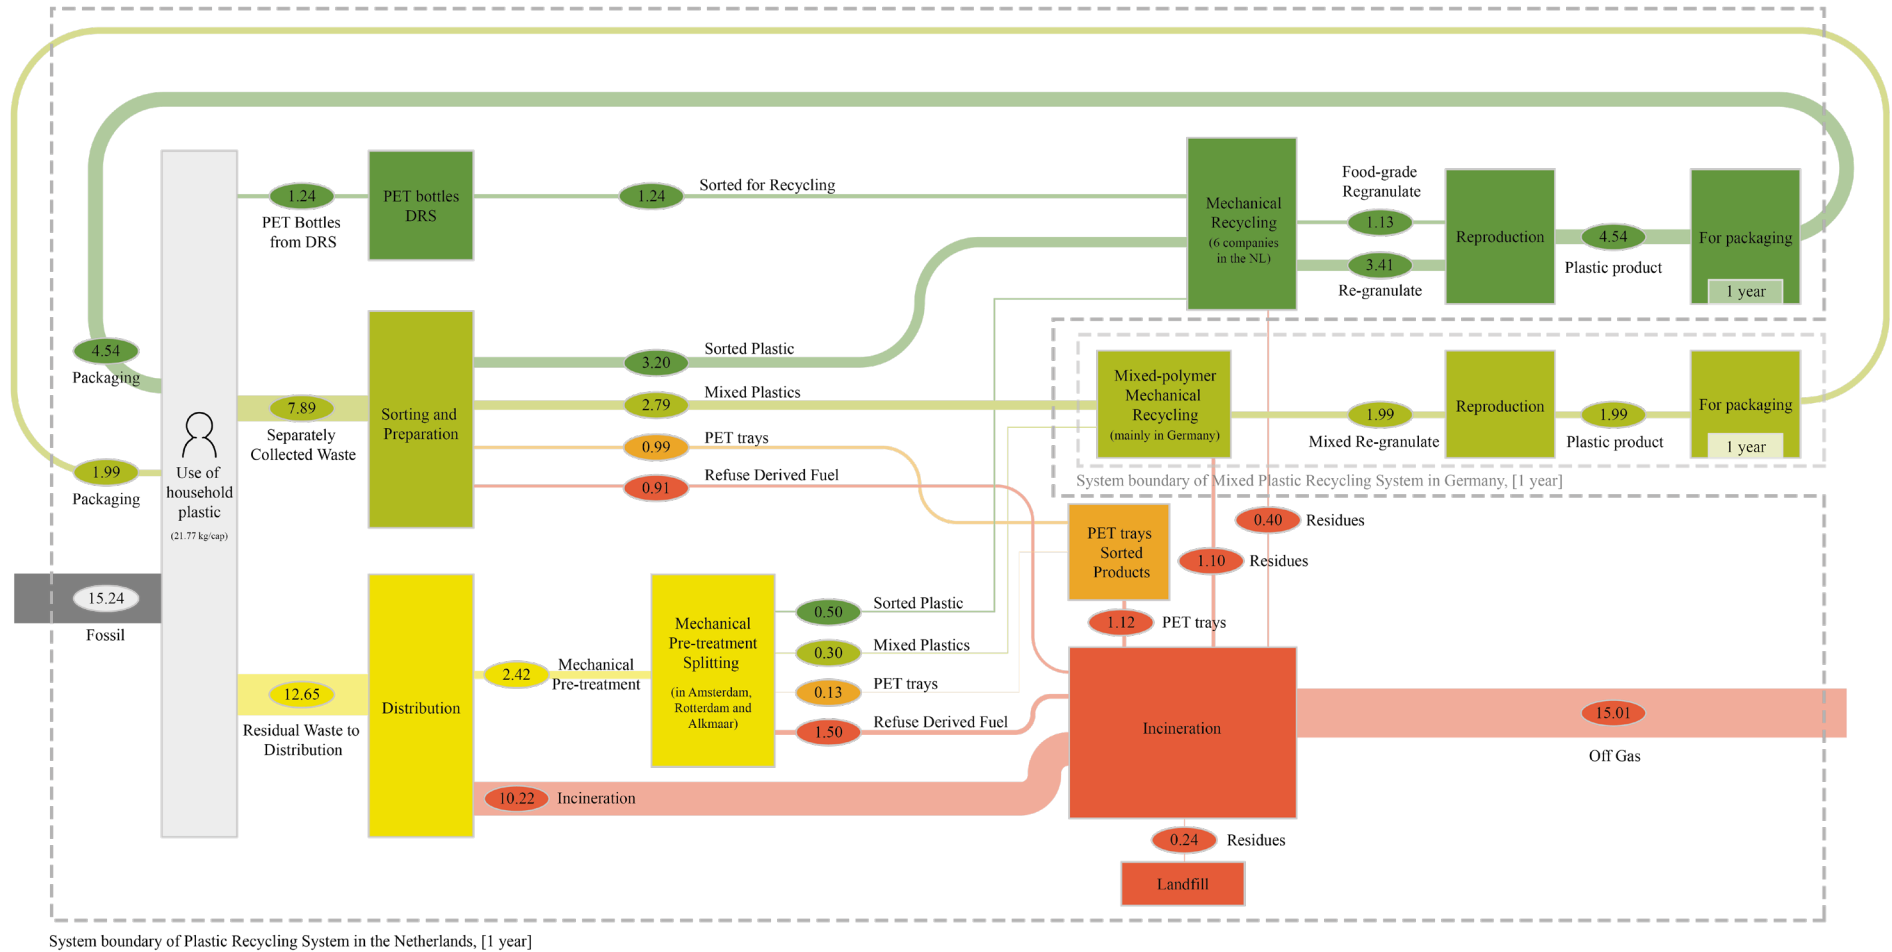 1.24
PET Bottles
from DRS
PET bottles
DRS
1.24
Sorted for Recycling
Mechanical
Recycling
(6 companies
in the NL)
Food-grade
Regranulate
1.13
3.41
Re-granulate
Reproduction
4.54
Plastic product
For packaging
1 year
4.54
Packaging
1.99
Packaging
Use of
household
plastic
(21.77 kg/cap)
15.24
Fossil
7.89
Separately
Collected Waste
Sorting and
Preparation
3.20
Sorted Plastic
2.79
Mixed Plastics
0.99
PET trays
0.91
Refuse Derived Fuel
Mixed-polymer
Mechanical
Recycling
(mainly in Germany)
1.99
Mixed Re-granulate
Reproduction
1.99
Plastic product
For packaging
1 year
System boundary of Mixed Plastic Recycling System in Germany, [1 year]
PET trays
Sorted
Products
0.40
Residues
1.10
Residues
1.12
PET trays
12.65
Residual Waste to
Distribution
Distribution
2.42
Mechanical
Pre-treatment
Mechanical
Pre-treatment
Splitting
(in Amsterdam,
Rotterdam and
Alkmaar)
0.50
Sorted Plastic
0.30
Mixed Plastics
0.13
PET trays
1.50
Refuse Derived Fuel
10.22
Incineration
Incineration
15.01
Off Gas
0.24
Residues
Landfill
System boundary of Plastic Recycling System in the Netherlands, [1 year]